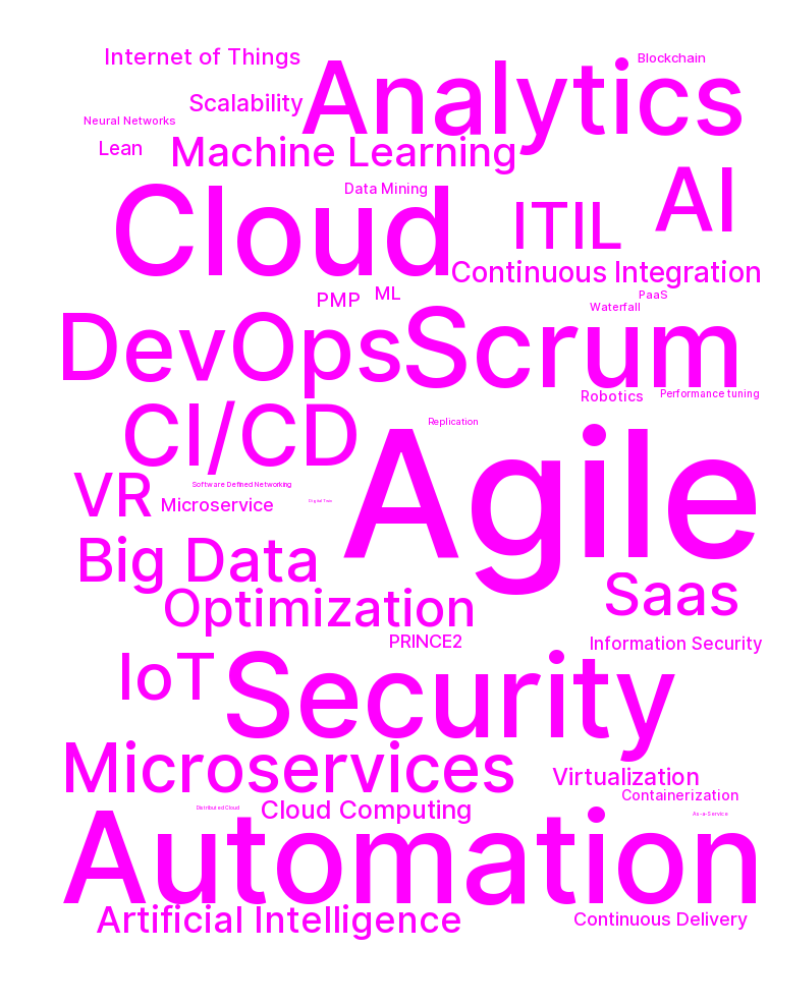 Internet of Things
Blockchain
Analytics
Scalability
Neural Networks
Lean
Machine Learning
AI
Data Mining
Cloud
ITIL
Continuous Integration
PMP
ML
PaaS
Waterfall
DevOps
Scrum
Robotics
Performance tuning
CI/CD
Replication
Agile
VR
Software Defined Networking
Microservice
Big Data
Saas
Optimization
PRINCE2
Information Security
IoT
Security
Microservices
Virtualization
Containerization
Distributed Cloud
Cloud Computing
As-a-Service
Automation
Artificial Intelligence
Continuous Delivery